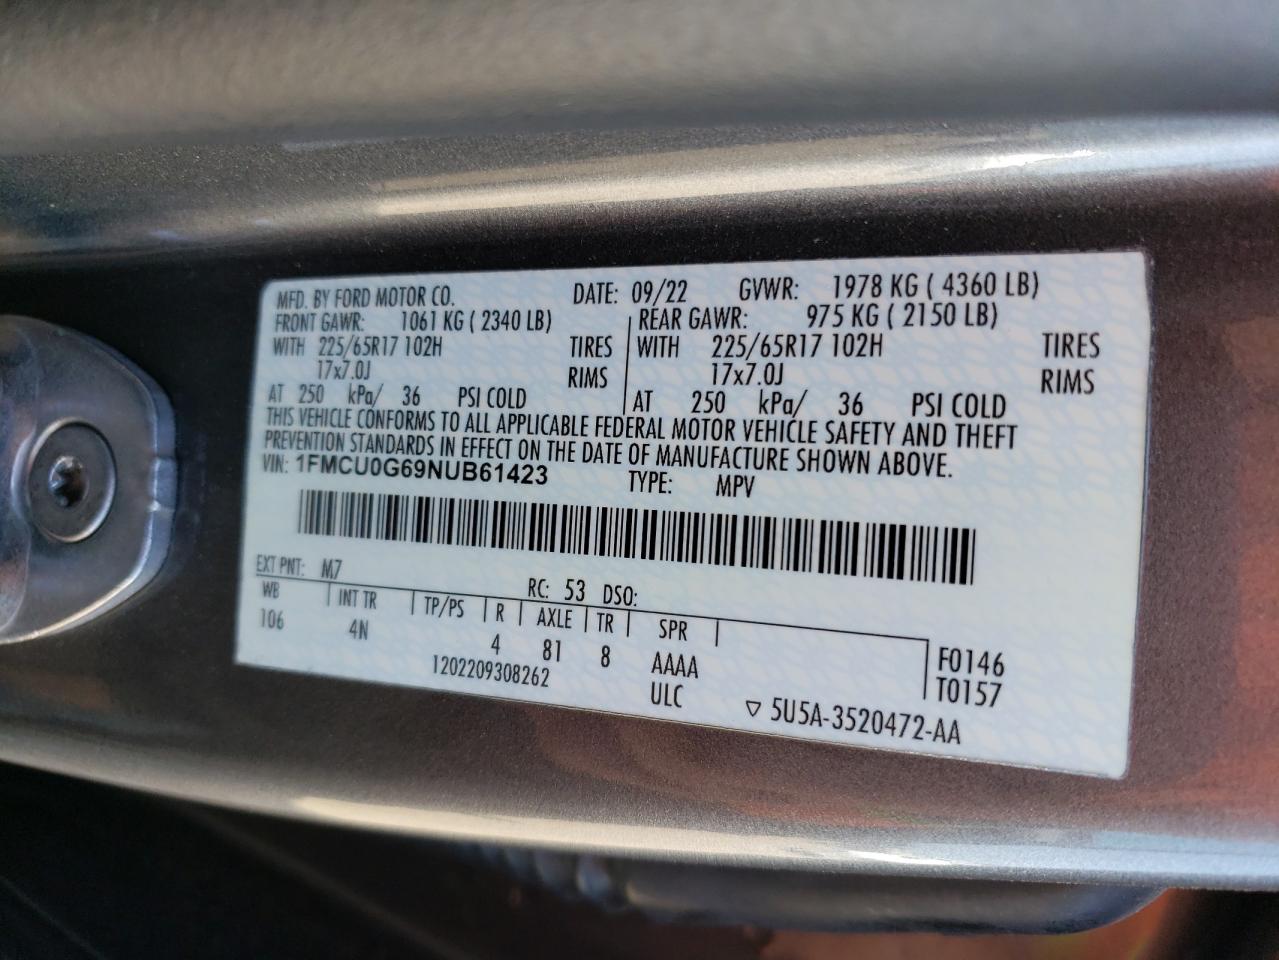 MFD. BY FORD MOTOR CO. DATE: 09/22 GVWR: 1978 KG ( 4360 LB)
FRONT GAWR: 1061 KG ( 2340 LB) REAR GAWR: 975 KG ( 2150 LB)
WITH 225/65R17 102H TIRES WITH 225/65R17 102H TIRES
17x7.0J RIMS 17x7.0J RIMS
AT 250 kPa/ 36 PSI COLD AT 250 kPa/ 36 PSI COLD
THIS VEHICLE CONFORMS TO ALL APPLICABLE FEDERAL MOTOR VEHICLE SAFETY AND THEFT
PREVENTION STANDARDS IN EFFECT ON THE DATE OF MANUFACTURE SHOWN ABOVE.
VIN: 1FMCU0G69NUB61423 TYPE: MPV
EXT PNT: M7 RC: 53 DSO:
WB INT TR TP/PS R AXLE TR SPR
106 4N 4 81 8 AAAA F0146
1202209308262 ULC T0157
▽ 5U5A-3520472-AA